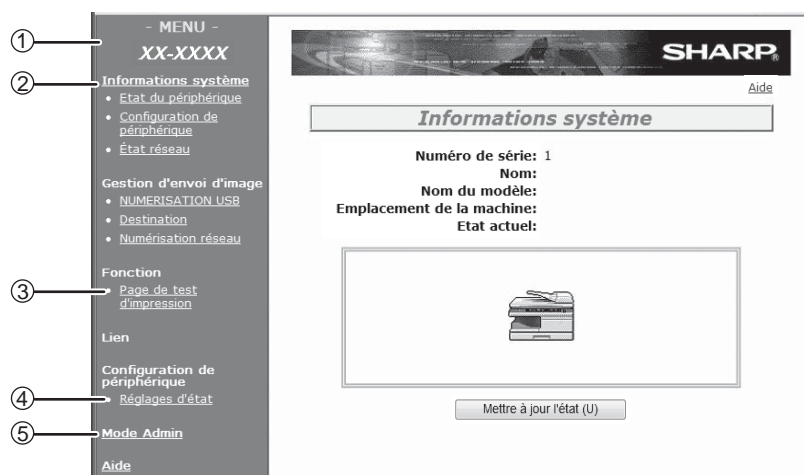 ①
- MENU -
XX-XXXX
②
Informations système
• Etat du périphérique
• Configuration de
périphérique
• État réseau
Gestion d'envoi d'image
• NUMERISATION USB
• Destination
• Numérisation réseau
Fonction
③
• Page de test
d'impression
Lien
Configuration de
périphérique
④
• Réglages d'état
⑤
Mode Admin
Aide
SHARP®
Aide
Informations système
Numéro de série: 1
Nom:
Nom du modèle:
Emplacement de la machine:
Etat actuel:
Mettre à jour l'état (U)